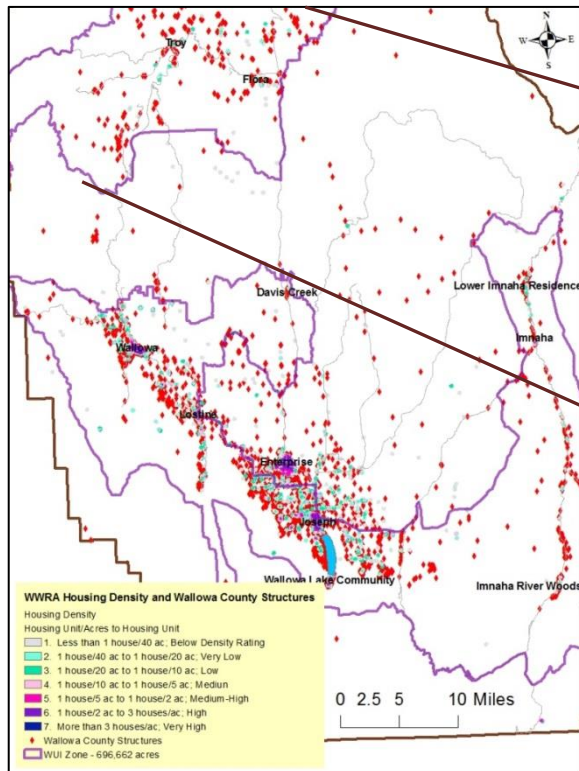 N
W E
S
Troy
Flora
Davis Creek
Lower Imnaha Residence
Imnaha
Wallowa
Lostine
Enterprise
Joseph
Wallowa Lake Community
Imnaha River Woods
WWRA Housing Density and Wallowa County Structures
Housing Density
Housing Unit/Acres to Housing Unit
1. Less than 1 house/40 ac; Below Density Rating
2. 1 house/40 ac to 1 house/20 ac; Very Low
3. 1 house/20 ac to 1 house/10 ac; Low
4. 1 house/10 ac to 1 house/5 ac; Mediun
5. 1 house/5 ac to 1 house/2 ac; Medium-High
6. 1 house/2 ac to 3 houses/ac; High
7. More than 3 houses/ac; Very High
Wallowa County Structures
WUI Zone - 696,662 acres
0 2.5 5 10 Miles